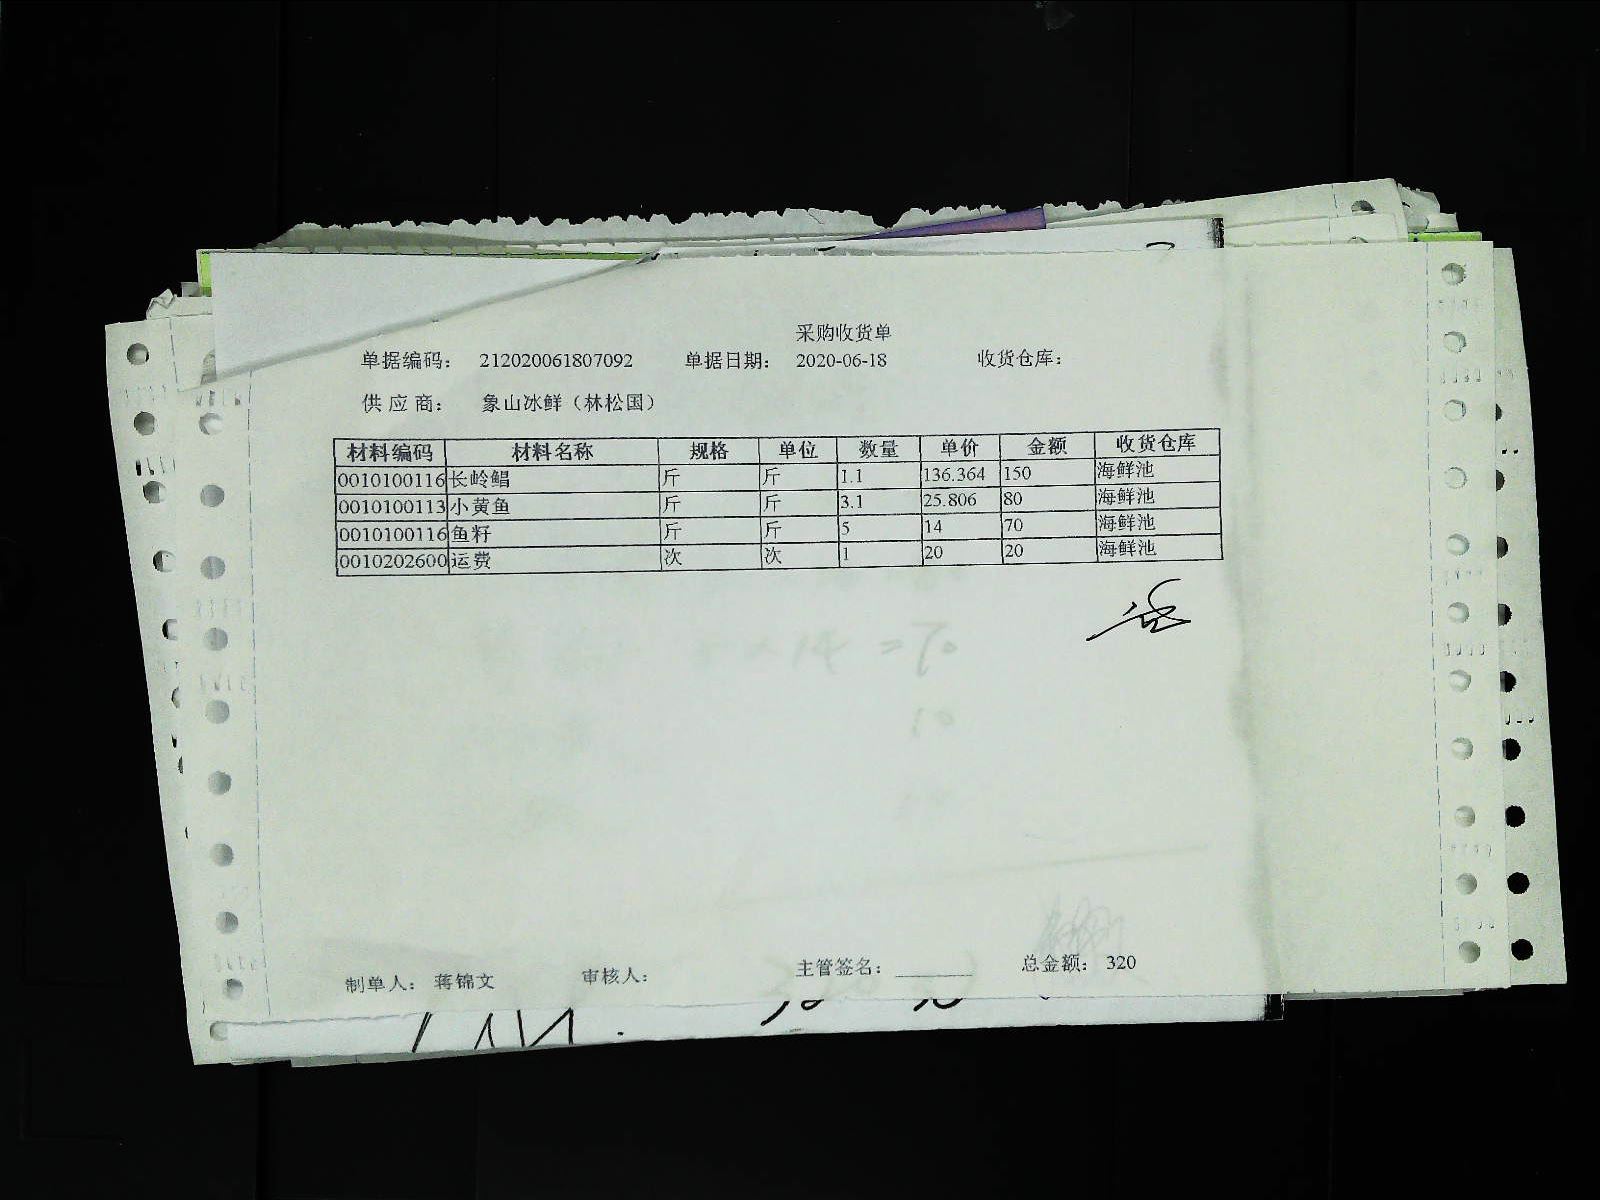 采购收货单
单据编码： 212020061807092 单据日期： 2020-06-18 收货仓库：
供 应 商： 象山冰鲜（林松国）
材料编码 材料名称 规格 单位 数量 单价 金额 收货仓库
0010100116 长岭鲳 斤 斤 1.1 136.364 150 海鲜池
0010100113 小黄鱼 斤 斤 3.1 25.806 80 海鲜池
0010100116 鱼籽 斤 斤 5 14 70 海鲜池
0010202600 运费 次 次 1 20 20 海鲜池
制单人： 蒋锦文 审核人： 主管签名：________ 总金额： 320